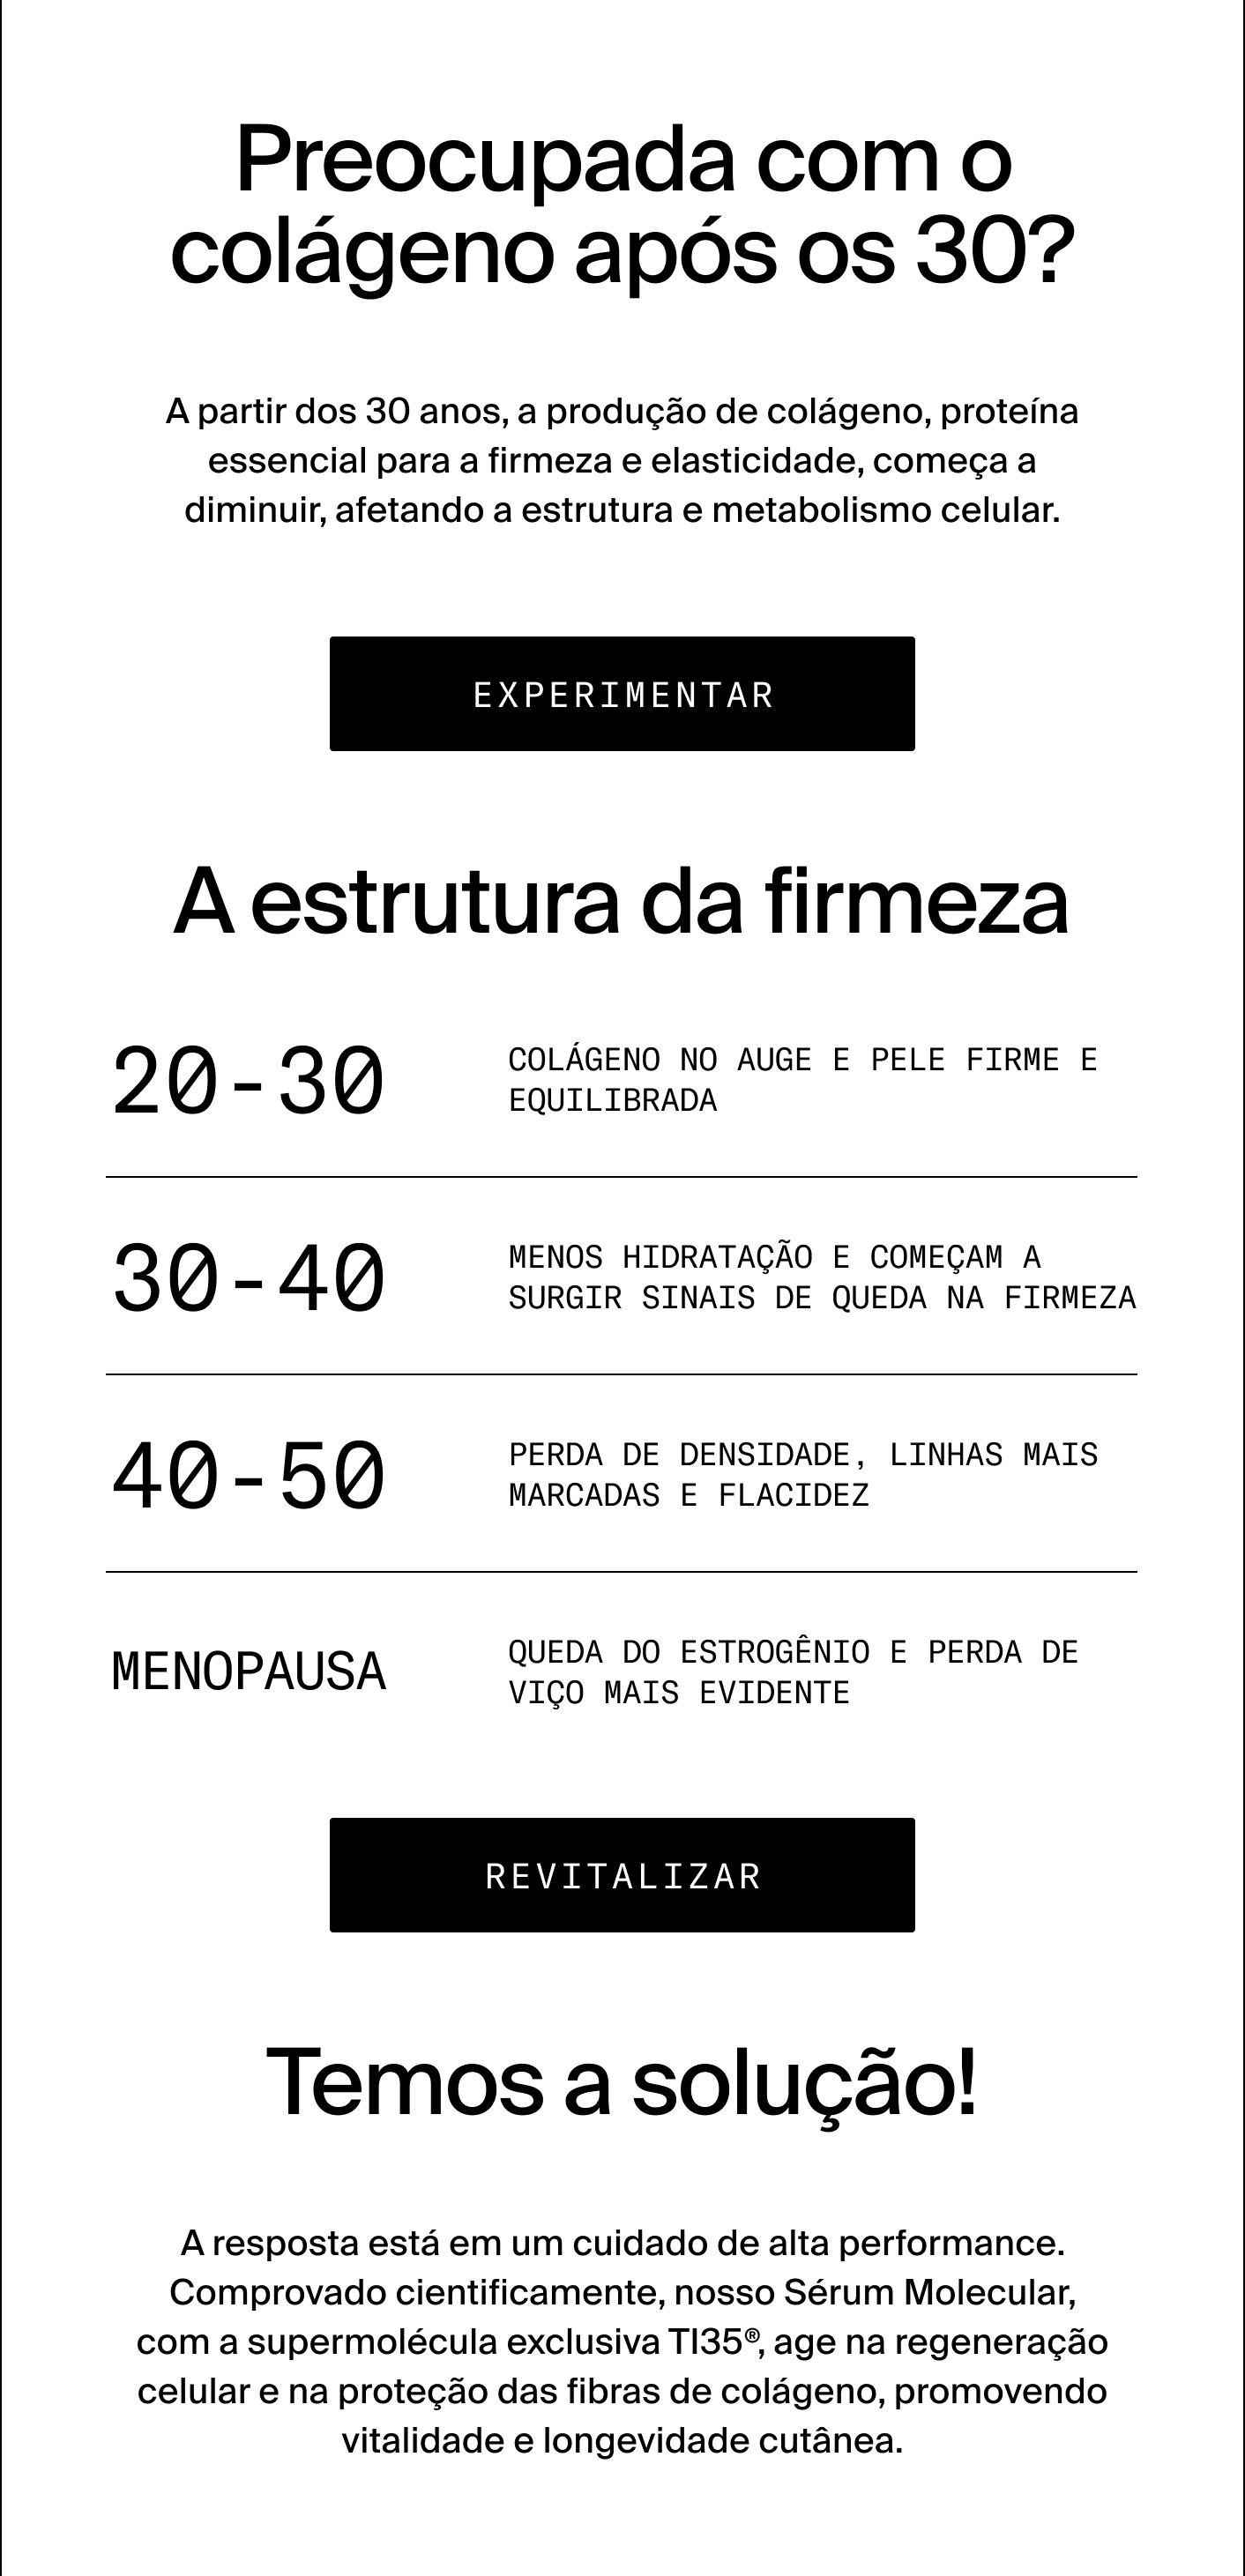 Preocupada com o
colágeno após os 30?
A partir dos 30 anos, a produção de colágeno, proteína
essencial para a firmeza e elasticidade, começa a
diminuir, afetando a estrutura e metabolismo celular.
EXPERIMENTAR
A estrutura da firmeza
20-30
COLÁGENO NO AUGE E PELE FIRME E
EQUILIBRADA
30-40
MENOS HIDRATAÇÃO E COMEÇAM A
SURGIR SINAIS DE QUEDA NA FIRMEZA
40-50
PERDA DE DENSIDADE, LINHAS MAIS
MARCADAS E FLACIDEZ
MENOPAUSA
QUEDA DO ESTROGÊNIO E PERDA DE
VIÇO MAIS EVIDENTE
REVITALIZAR
Temos a solução!
A resposta está em um cuidado de alta performance.
Comprovado cientificamente, nosso Sérum Molecular,
com a supermolécula exclusiva TI35®, age na regeneração
celular e na proteção das fibras de colágeno, promovendo
vitalidade e longevidade cutânea.